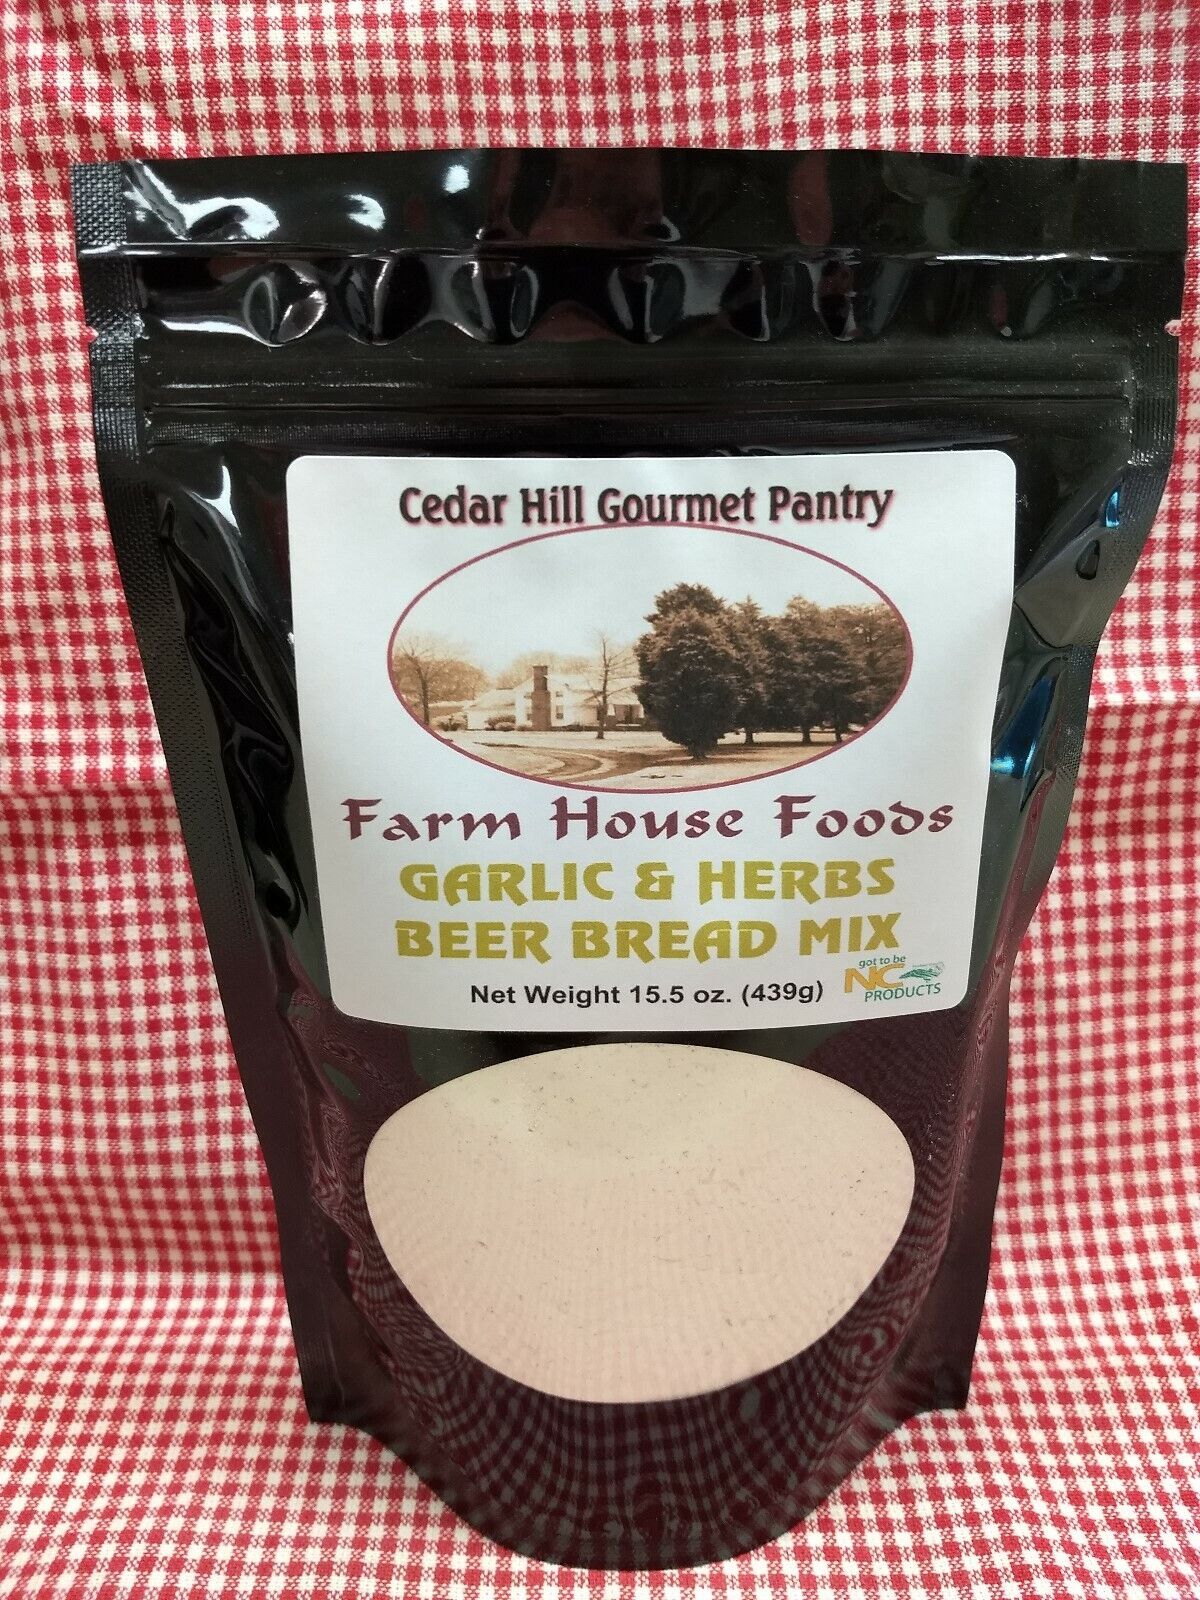 Cedar Hill Gourmet Pantry
Farm House Foods
GARLIC & HERBS
BEER BREAD MIX
got to be
NC
PRODUCTS
Net Weight 15.5 oz. (439g)